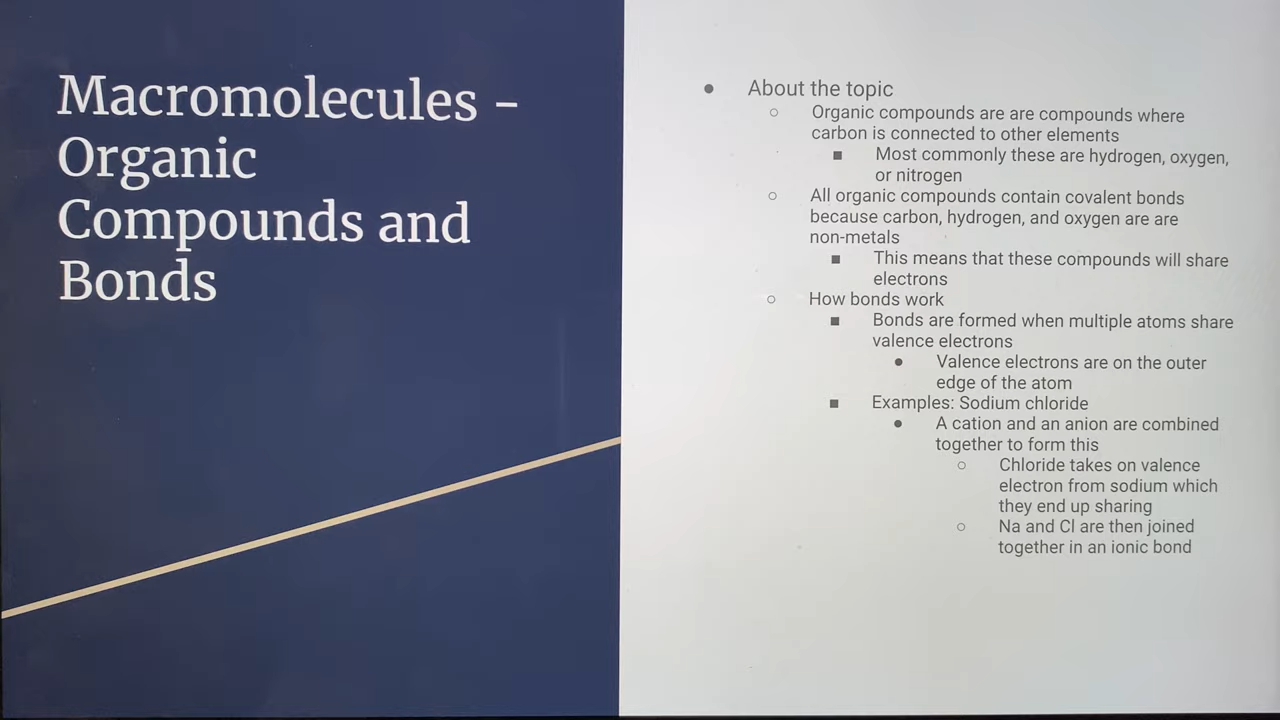 Macromolecules –
Organic
Compounds and
Bonds
● About the topic
○ Organic compounds are are compounds where
carbon is connected to other elements
■ Most commonly these are hydrogen, oxygen,
or nitrogen
○ All organic compounds contain covalent bonds
because carbon, hydrogen, and oxygen are are
non-metals
■ This means that these compounds will share
electrons
○ How bonds work
■ Bonds are formed when multiple atoms share
valence electrons
● Valence electrons are on the outer
edge of the atom
■ Examples: Sodium chloride
● A cation and an anion are combined
together to form this
○ Chloride takes on valence
electron from sodium which
they end up sharing
○ Na and Cl are then joined
together in an ionic bond